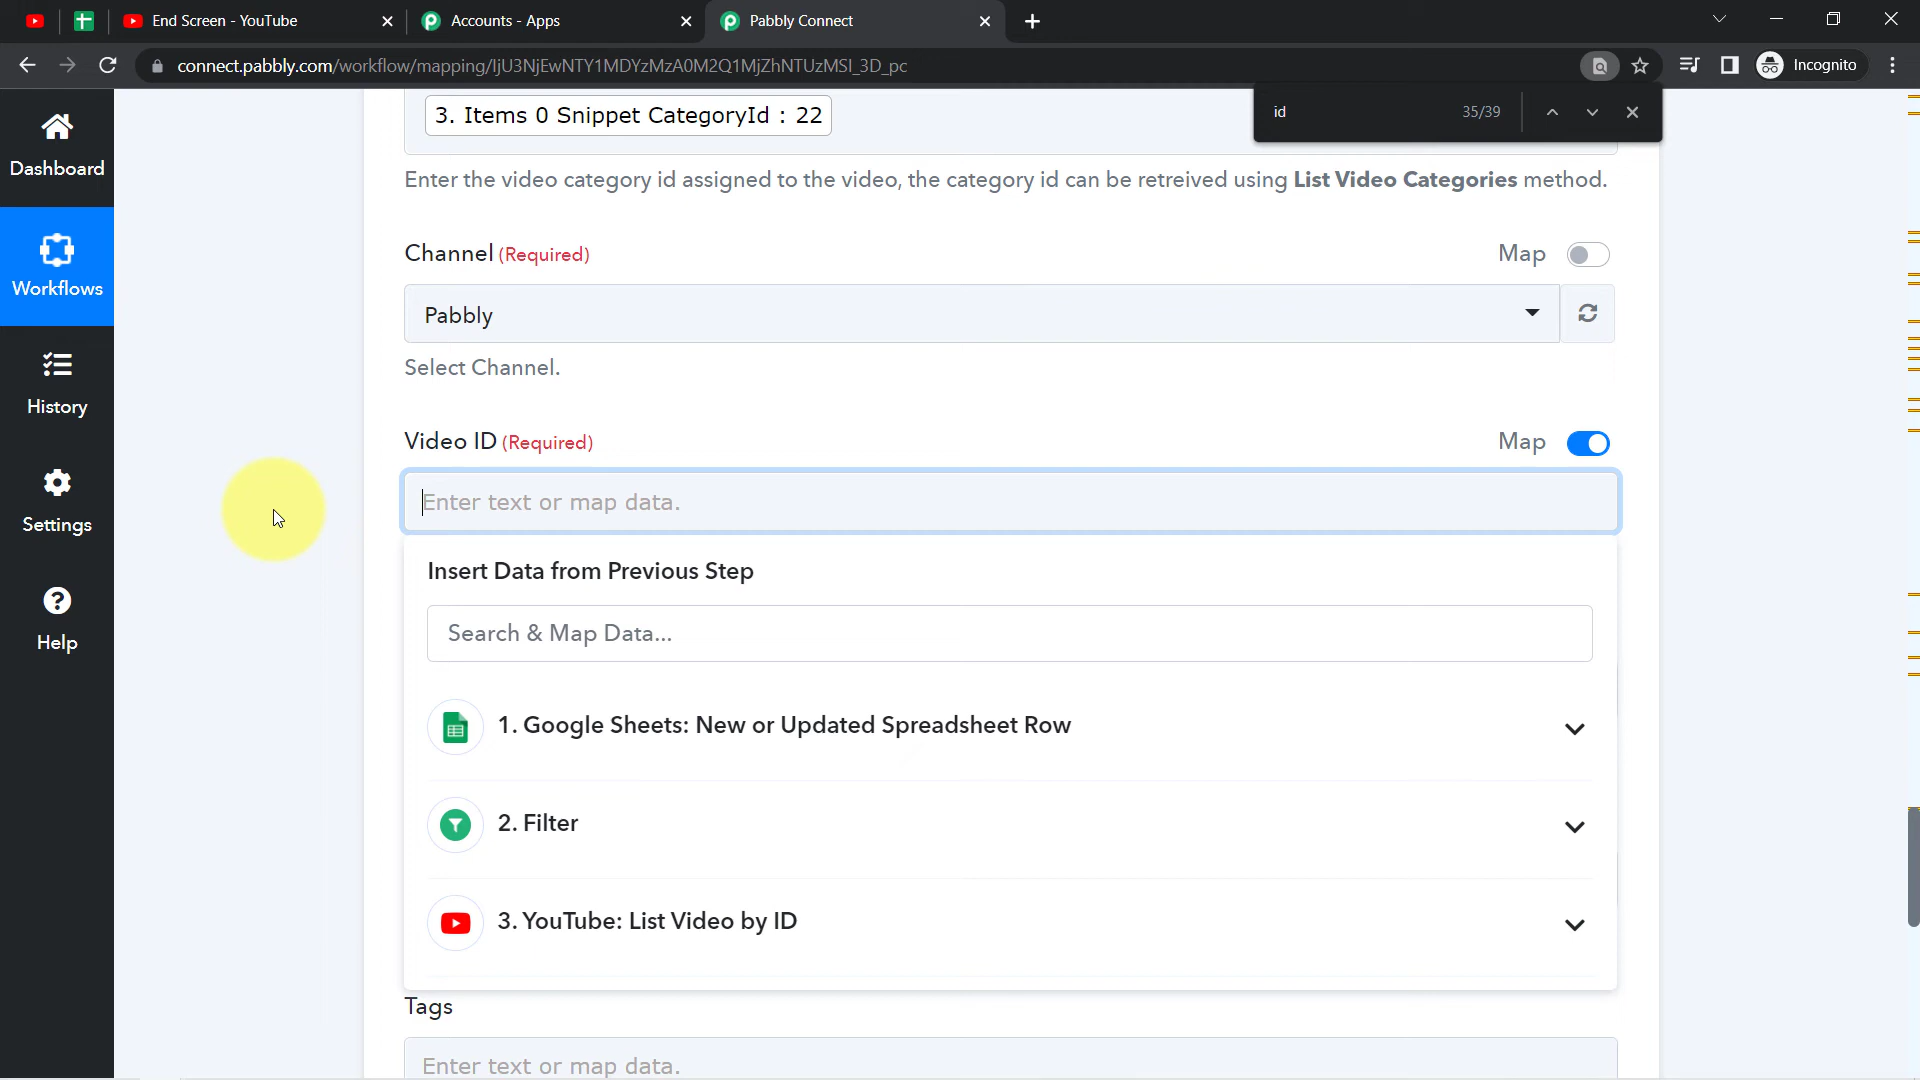 End Screen - YouTube
Accounts - Apps
Pabbly Connect
connect.pabbly.com/workflow/mapping/IjU3NjEwNTY1MDYzMzA0M2Q1MjZhNTUzMSI_3D_pc
Incognito
id
35/39
Dashboard
Workflows
History
Settings
Help
3. Items 0 Snippet CategoryId : 22
Enter the video category id assigned to the video, the category id can be retreived using List Video Categories method.
Channel (Required)
Map
Pabbly
Select Channel.
Video ID (Required)
Map
Enter text or map data.
Insert Data from Previous Step
Search & Map Data...
1. Google Sheets: New or Updated Spreadsheet Row
2. Filter
3. YouTube: List Video by ID
Tags
Enter text or map data.